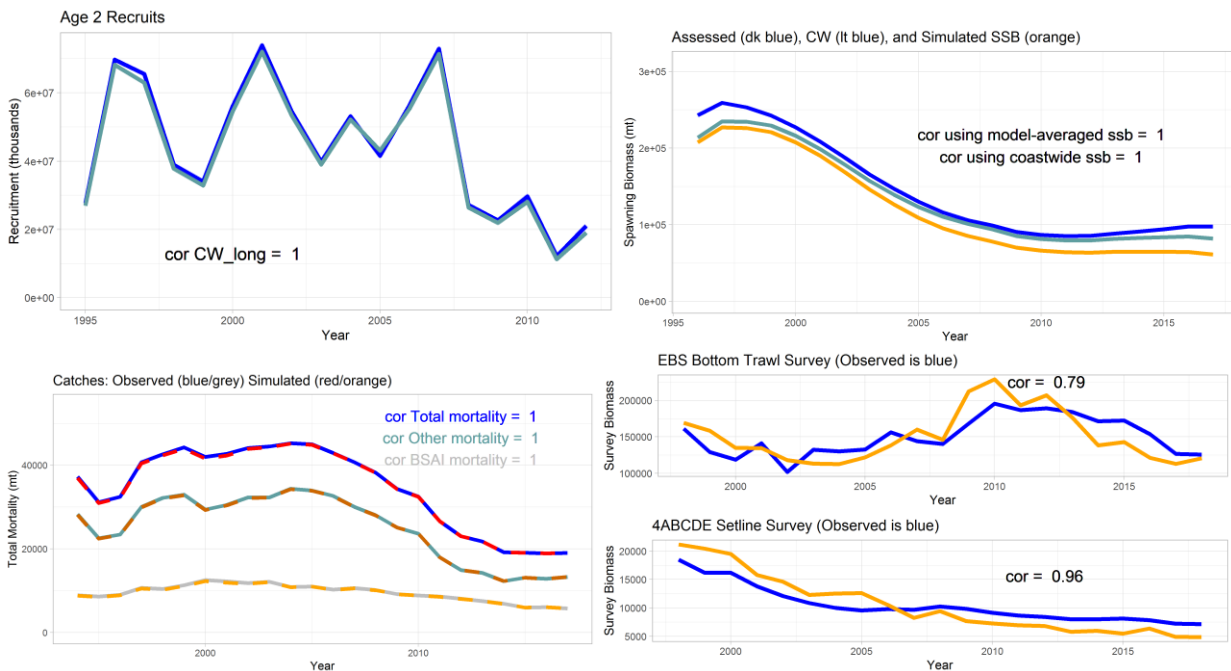 Age 2 Recruits
Recruitment (thousands)
6e+07
4e+07
2e+07
0e+00
cor CW_long = 1
1995
2000
2005
2010
Year
Assessed (dk blue), CW (lt blue), and Simulated SSB (orange)
Spawning Biomass (mt)
3e+05
2e+05
1e+05
0e+00
cor using model-averaged ssb = 1
cor using coastwide ssb = 1
1995
2000
2005
2010
2015
Year
Catches: Observed (blue/grey) Simulated (red/orange)
Total Mortality (mt)
40000
20000
0
cor Total mortality = 1
cor Other mortality = 1
cor BSAI mortality = 1
2000
2010
Year
EBS Bottom Trawl Survey (Observed is blue)
Survey Biomass
200000
150000
100000
cor = 0.79
2000
2005
2010
2015
Year
4ABCDE Setline Survey (Observed is blue)
Survey Biomass
20000
15000
10000
5000
cor = 0.96
2000
2005
2010
2015
Year